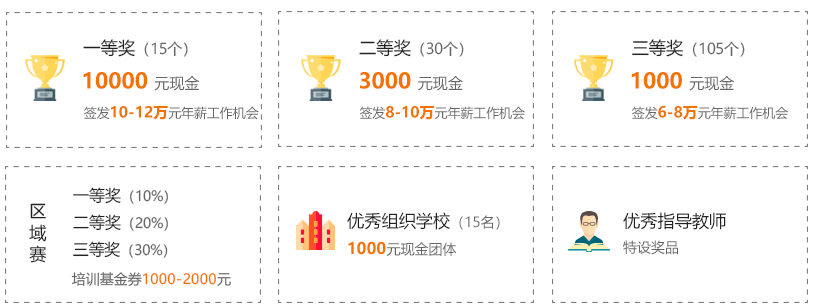 一等奖（15个）
10000 元现金
签发10-12万元年薪工作机会
二等奖（30个）
3000 元现金
签发8-10万元年薪工作机会
三等奖（105个）
1000 元现金
签发6-8万元年薪工作机会
区域赛
一等奖（10%）
二等奖（20%）
三等奖（30%）
培训基金券1000-2000元
优秀组织学校（15名）
1000元现金团体
优秀指导教师
特设奖品